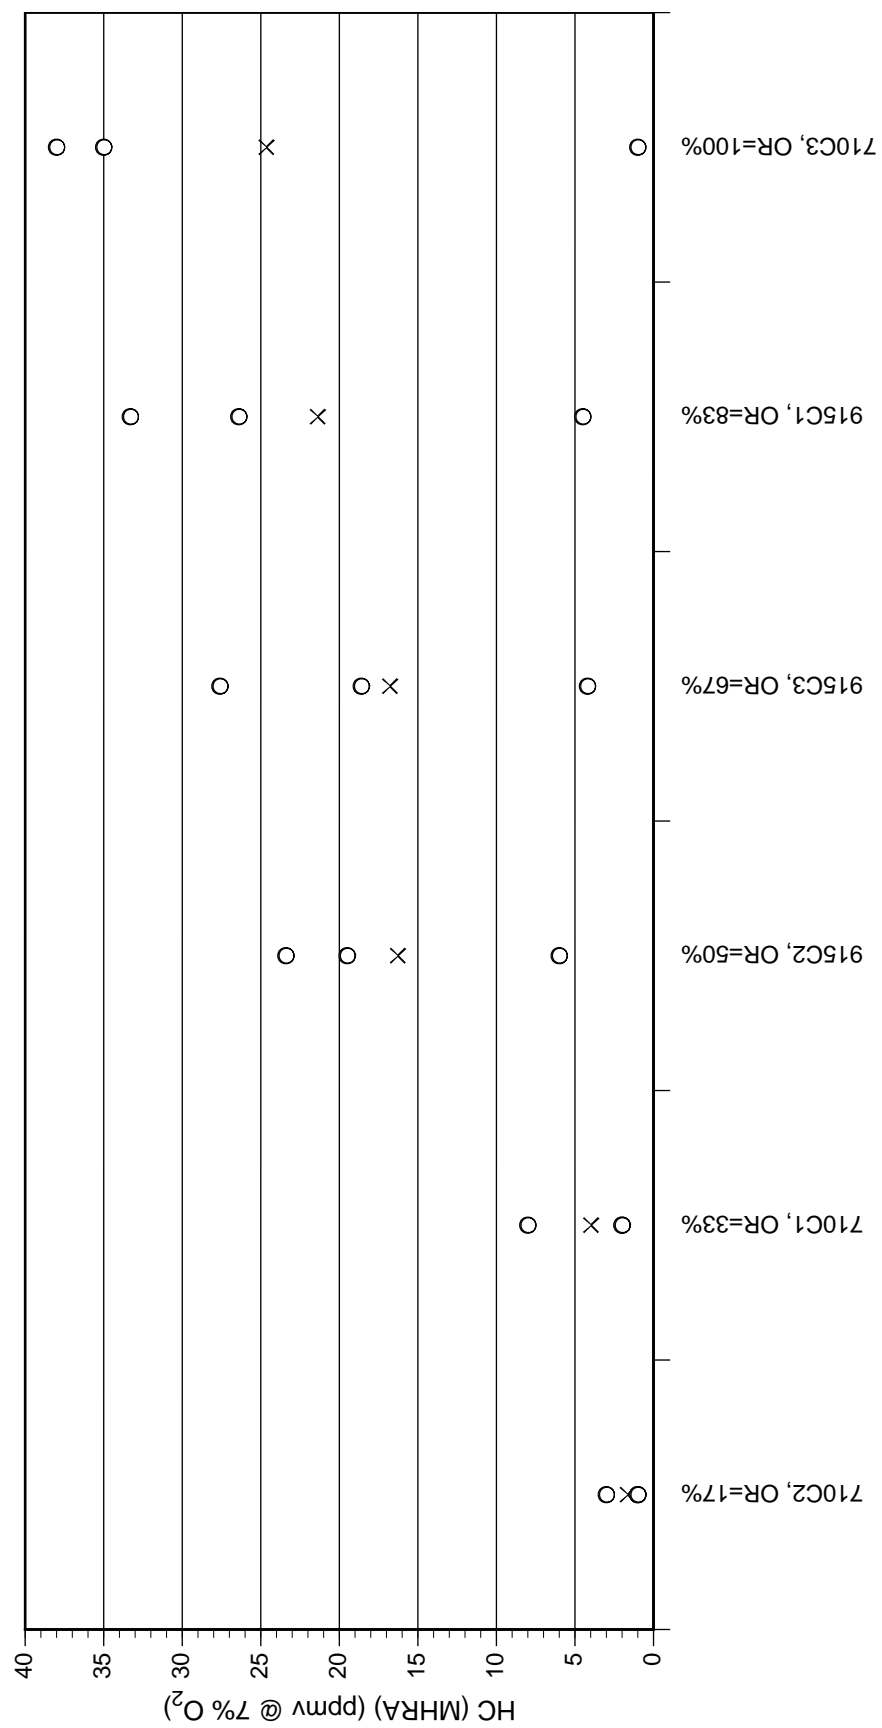 HC (MHRA) (ppmv @ 7% O₂)
40
35
30
25
20
15
10
5
0
710C2, OR=17%
710C1, OR=33%
915C2, OR=50%
915C3, OR=67%
915C1, OR=83%
710C3, OR=100%